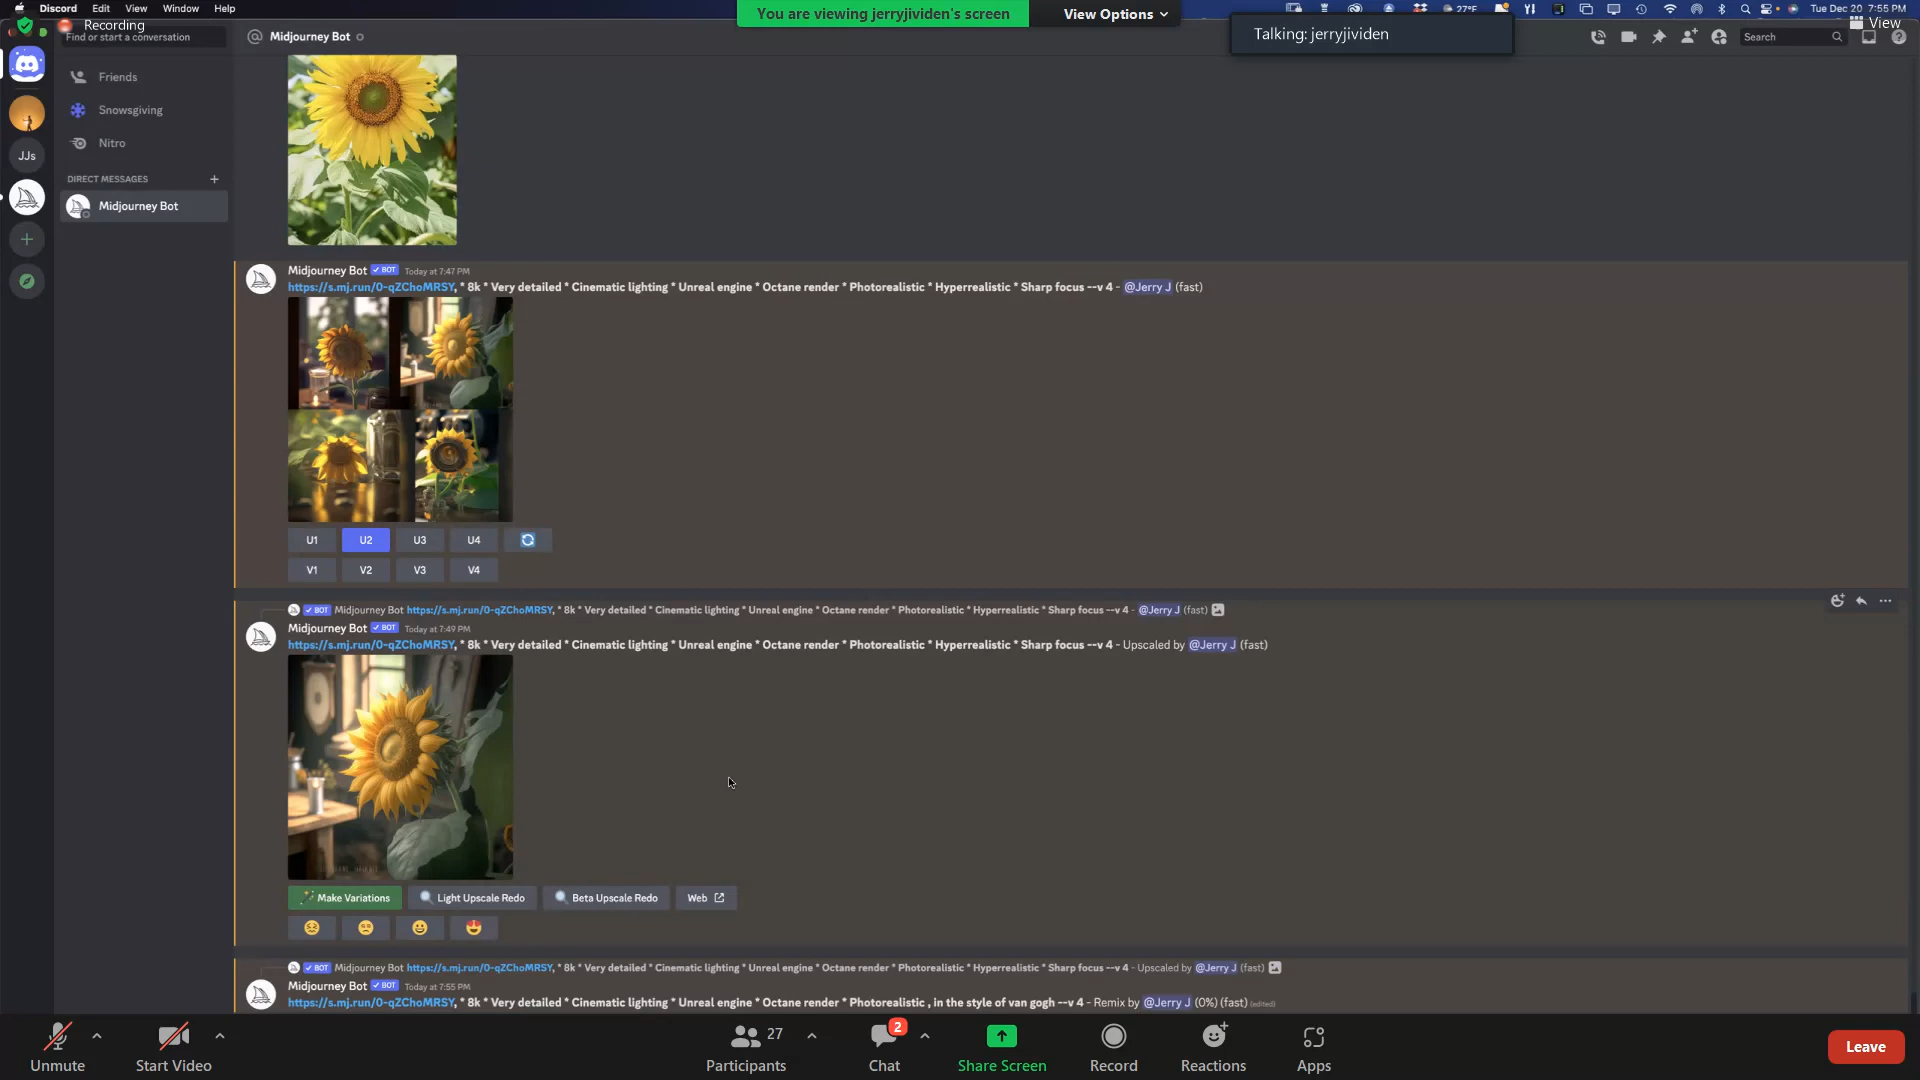 Discord Edit View Window Help
You are viewing jerryjividen's screen View Options
27°F Tue Dec 20 7:55 PM
Recording
View
Talking: jerryjividen
Find or start a conversation
Midjourney Bot
Search
Friends
Snowsgiving
Nitro
JJs
DIRECT MESSAGES
Midjourney Bot
Midjourney Bot BOT Today at 7:47 PM
https://s.mj.run/0-qZChoMRSY, * 8k * Very detailed * Cinematic lighting * Unreal engine * Octane render * Photorealistic * Hyperrealistic * Sharp focus --v 4 - @Jerry J (fast)
U1 U2 U3 U4
V1 V2 V3 V4
BOT Midjourney Bot https://s.mj.run/0-qZChoMRSY, * 8k * Very detailed * Cinematic lighting * Unreal engine * Octane render * Photorealistic * Hyperrealistic * Sharp focus --v 4 - @Jerry J (fast)
Midjourney Bot BOT Today at 7:49 PM
https://s.mj.run/0-qZChoMRSY, * 8k * Very detailed * Cinematic lighting * Unreal engine * Octane render * Photorealistic * Hyperrealistic * Sharp focus --v 4 - Upscaled by @Jerry J (fast)
Make Variations Light Upscale Redo Beta Upscale Redo Web
BOT Midjourney Bot https://s.mj.run/0-qZChoMRSY, * 8k * Very detailed * Cinematic lighting * Unreal engine * Octane render * Photorealistic * Hyperrealistic * Sharp focus --v 4 - Upscaled by @Jerry J (fast)
Midjourney Bot BOT Today at 7:55 PM
https://s.mj.run/0-qZChoMRSY, * 8k * Very detailed * Cinematic lighting * Unreal engine * Octane render * Photorealistic , in the style of van gogh --v 4 - Remix by @Jerry J (0%) (fast) (edited)
27
2
Unmute Start Video Participants Chat Share Screen Record Reactions Apps
Leave